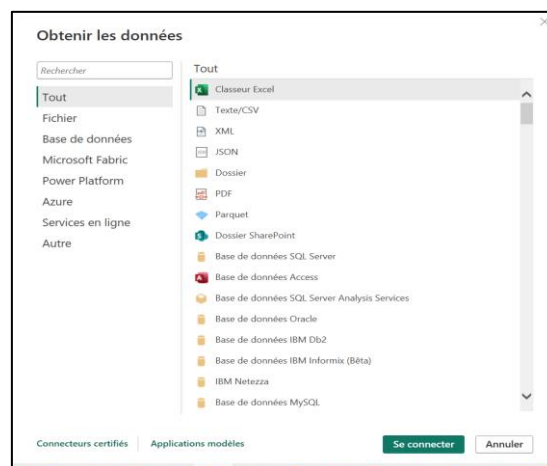 Obtenir les données
Rechercher
Tout
Fichier
Base de données
Microsoft Fabric
Power Platform
Azure
Services en ligne
Autre
Tout
Classeur Excel
Texte/CSV
XML
JSON
Dossier
PDF
Parquet
Dossier SharePoint
Base de données SQL Server
Base de données Access
Base de données SQL Server Analysis Services
Base de données Oracle
Base de données IBM Db2
Base de données IBM Informix (Bêta)
IBM Netezza
Base de données MySQL
Connecteurs certifiés
Applications modèles
Se connecter
Annuler